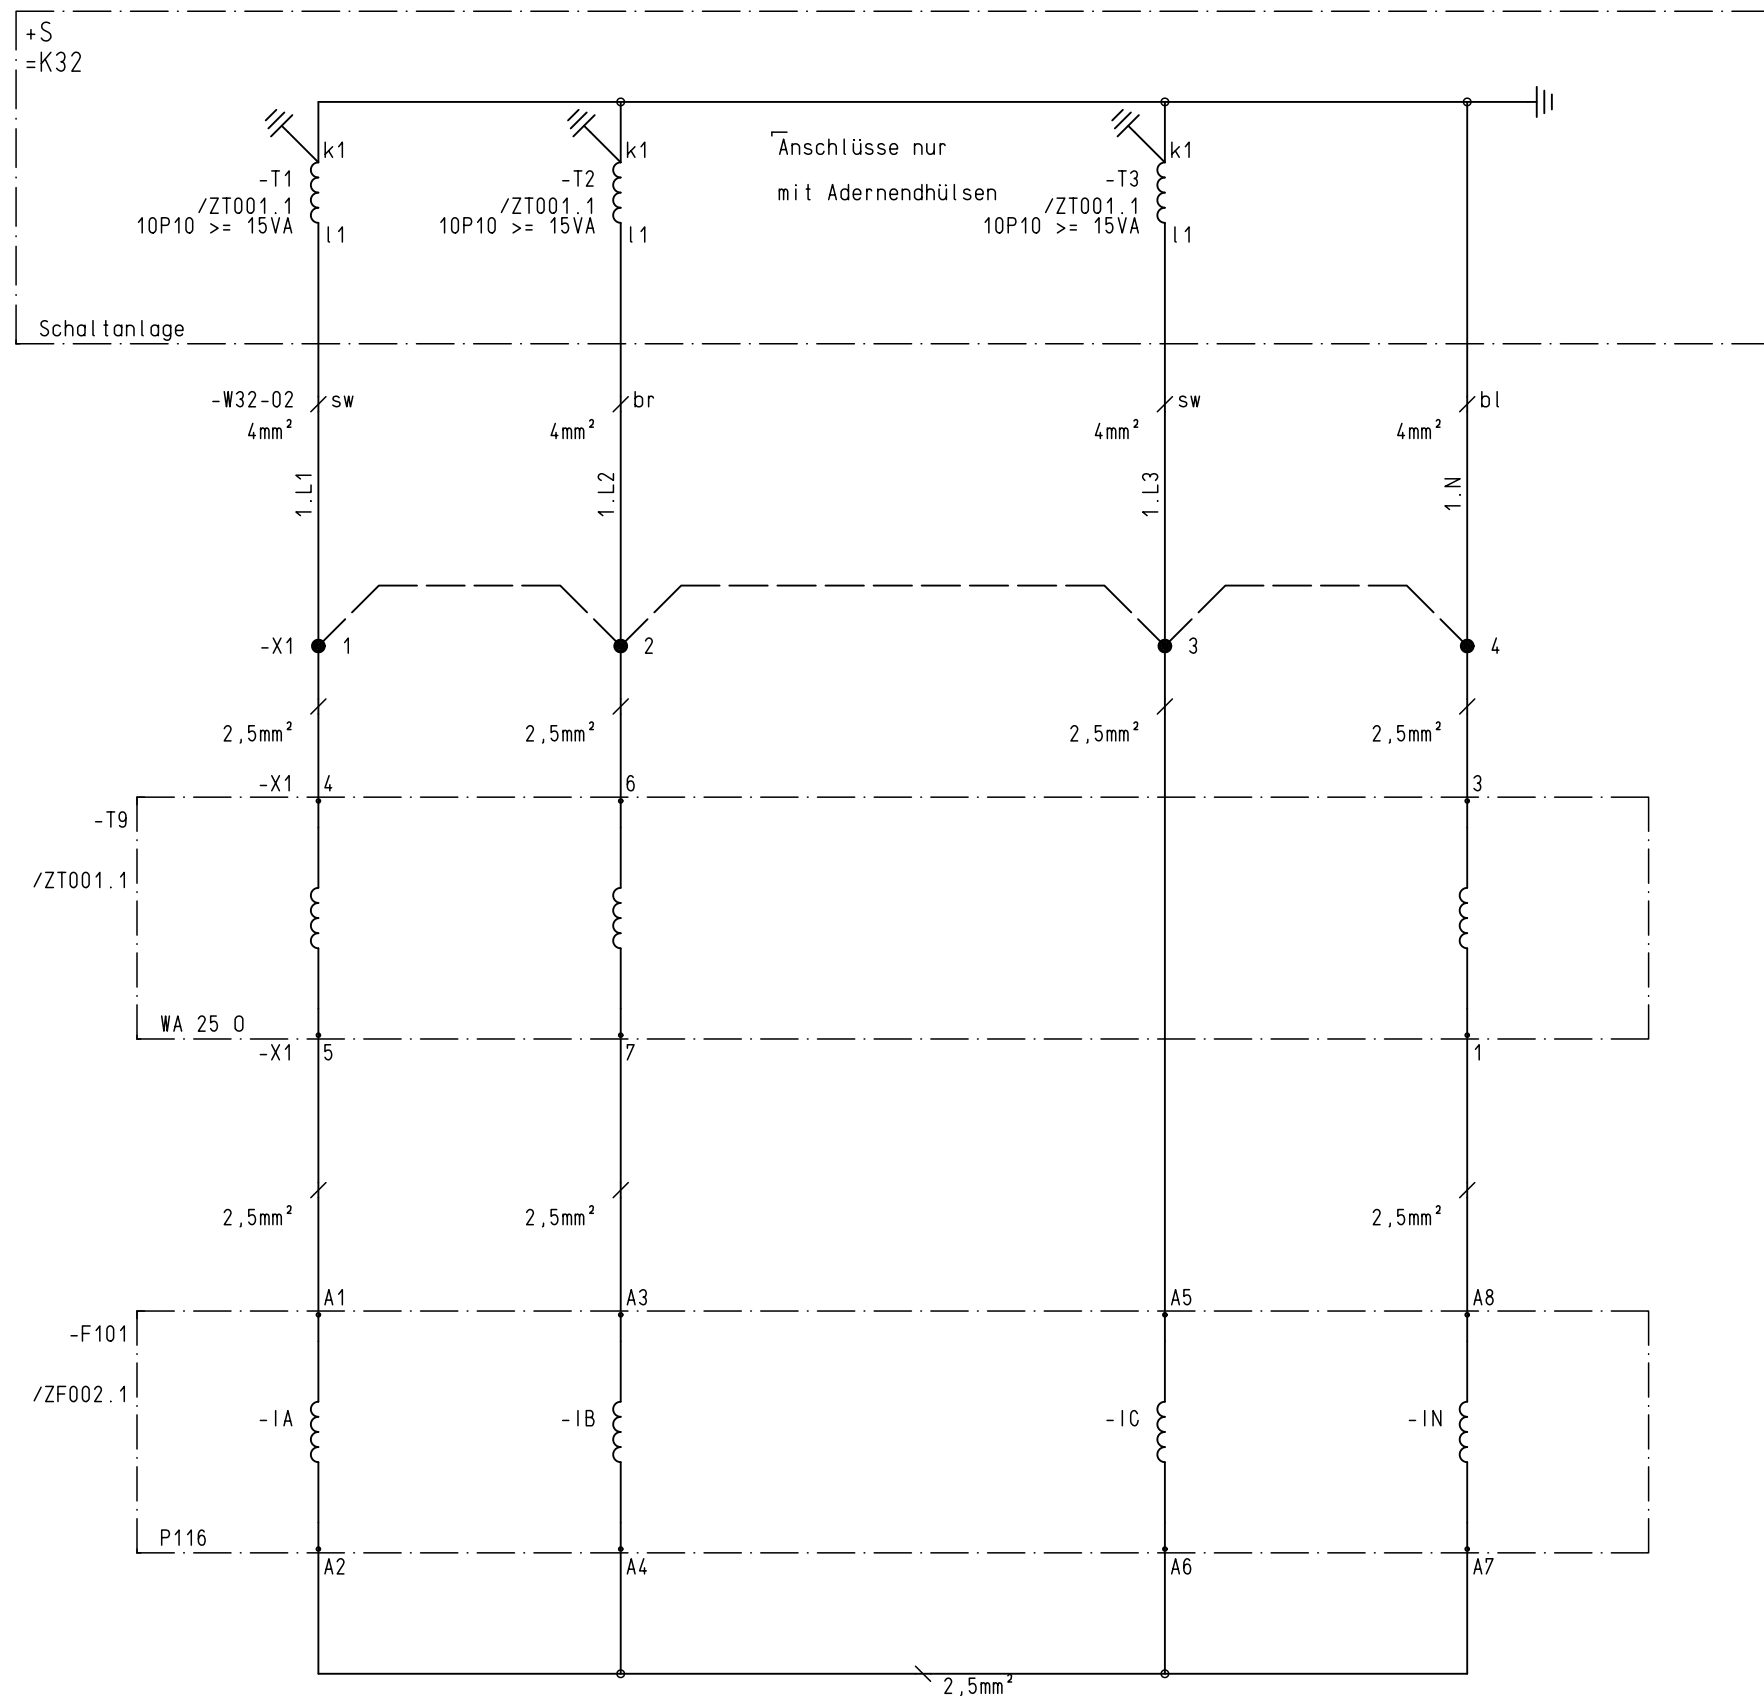 +S
=K32
k1 k1 k1
Anschlüsse nur
mit Adernendhülsen
-T1 -T2 -T3
/ZT001.1 /ZT001.1 /ZT001.1
10P10 >= 15VA 10P10 >= 15VA 10P10 >= 15VA
l1 l1 l1
Schaltanlage
-W32-02 sw br sw bl
4mm² 4mm² 4mm² 4mm²
1.L1 1.L2 1.L3 1.N
-X1 1 2 3 4
2,5mm² 2,5mm² 2,5mm² 2,5mm²
-X1 4 6 3
-T9
/ZT001.1
WA 25 O
-X1 5 7 1
2,5mm² 2,5mm² 2,5mm²
A1 A3 A5 A8
-F101
/ZF002.1
-IA -IB -IC -IN
P116
A2 A4 A6 A7
2,5mm²